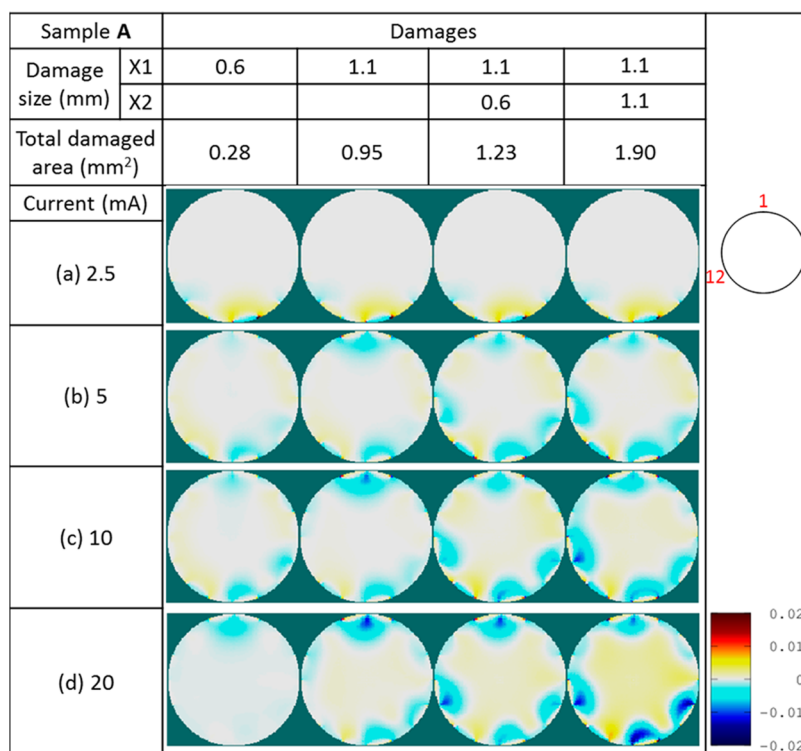 Sample A
Damages
Damage size (mm)
X1
0.6
1.1
1.1
1.1
X2
0.6
1.1
Total damaged area (mm²)
0.28
0.95
1.23
1.90
Current (mA)
(a) 2.5
(b) 5
(c) 10
(d) 20
1
12
0.02
0.01
0
-0.01
-0.02